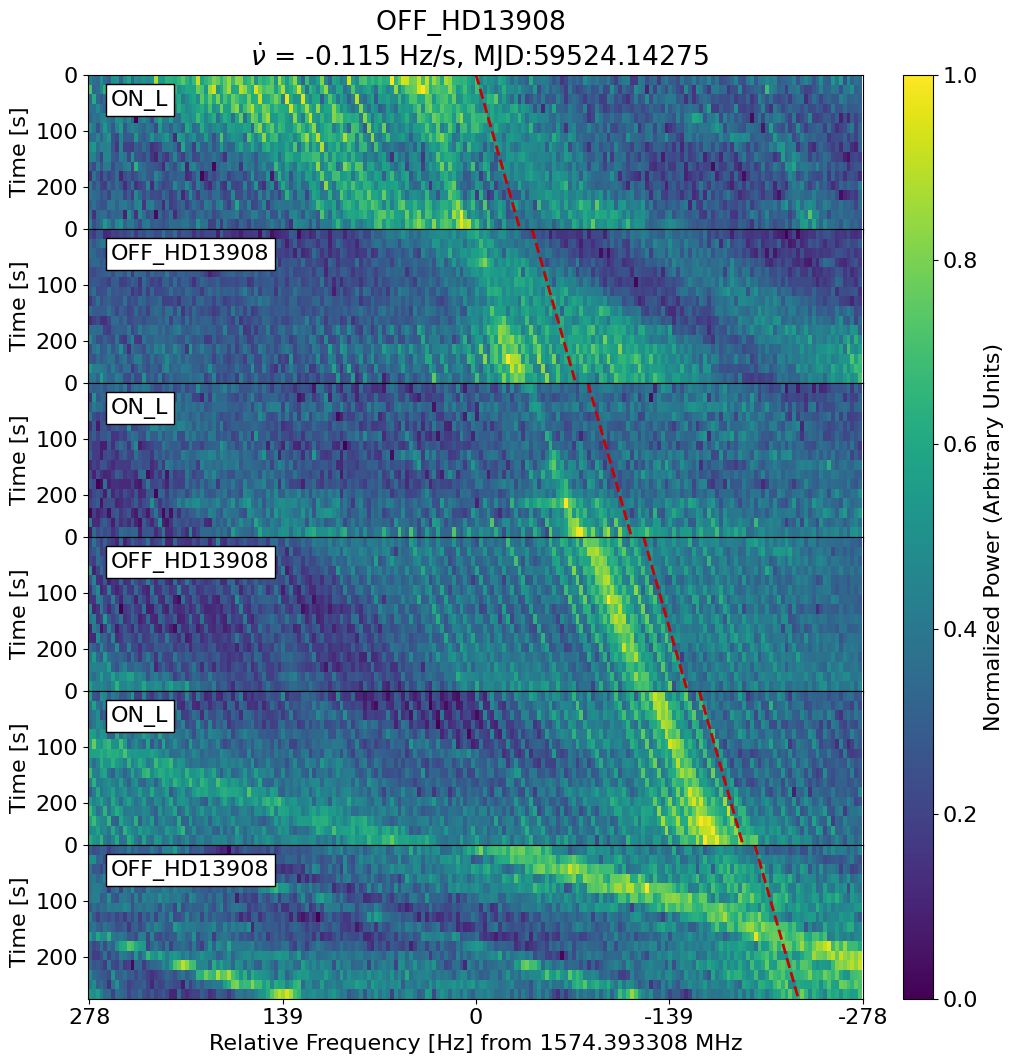 OFF_HD13908
ν̇ = -0.115 Hz/s, MJD:59524.14275
0
100
200
Time [s]
ON_L
0
100
200
Time [s]
OFF_HD13908
0
100
200
Time [s]
ON_L
0
100
200
Time [s]
OFF_HD13908
0
100
200
Time [s]
ON_L
0
100
200
Time [s]
OFF_HD13908
278
139
0
-139
-278
Relative Frequency [Hz] from 1574.393308 MHz
1.0
0.8
0.6
0.4
0.2
0.0
Normalized Power (Arbitrary Units)